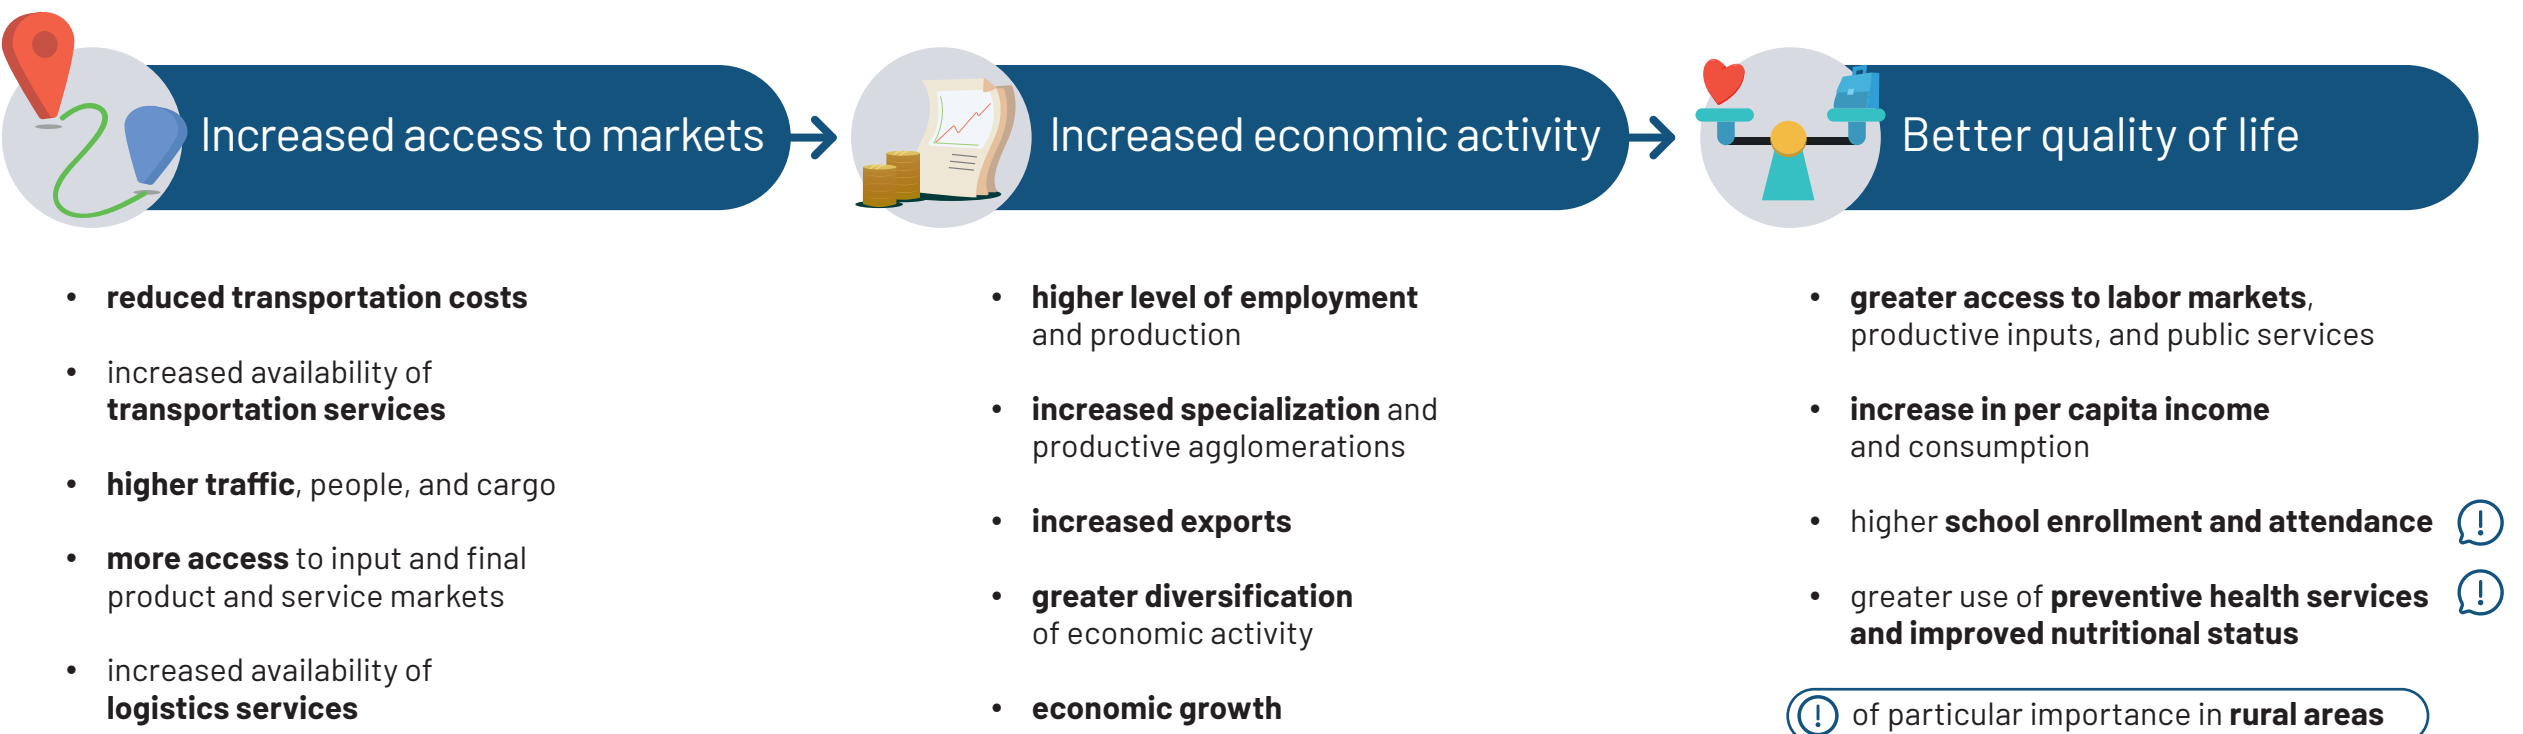 Increased access to markets
• reduced transportation costs
• increased availability of
transportation services
• higher traffic, people, and cargo
• more access to input and final
product and service markets
• increased availability of
logistics services
Increased economic activity
• higher level of employment
and production
• increased specialization and
productive agglomerations
• increased exports
• greater diversification
of economic activity
• economic growth
Better quality of life
• greater access to labor markets,
productive inputs, and public services
• increase in per capita income
and consumption
• higher school enrollment and attendance !
• greater use of preventive health services !
and improved nutritional status
! of particular importance in rural areas